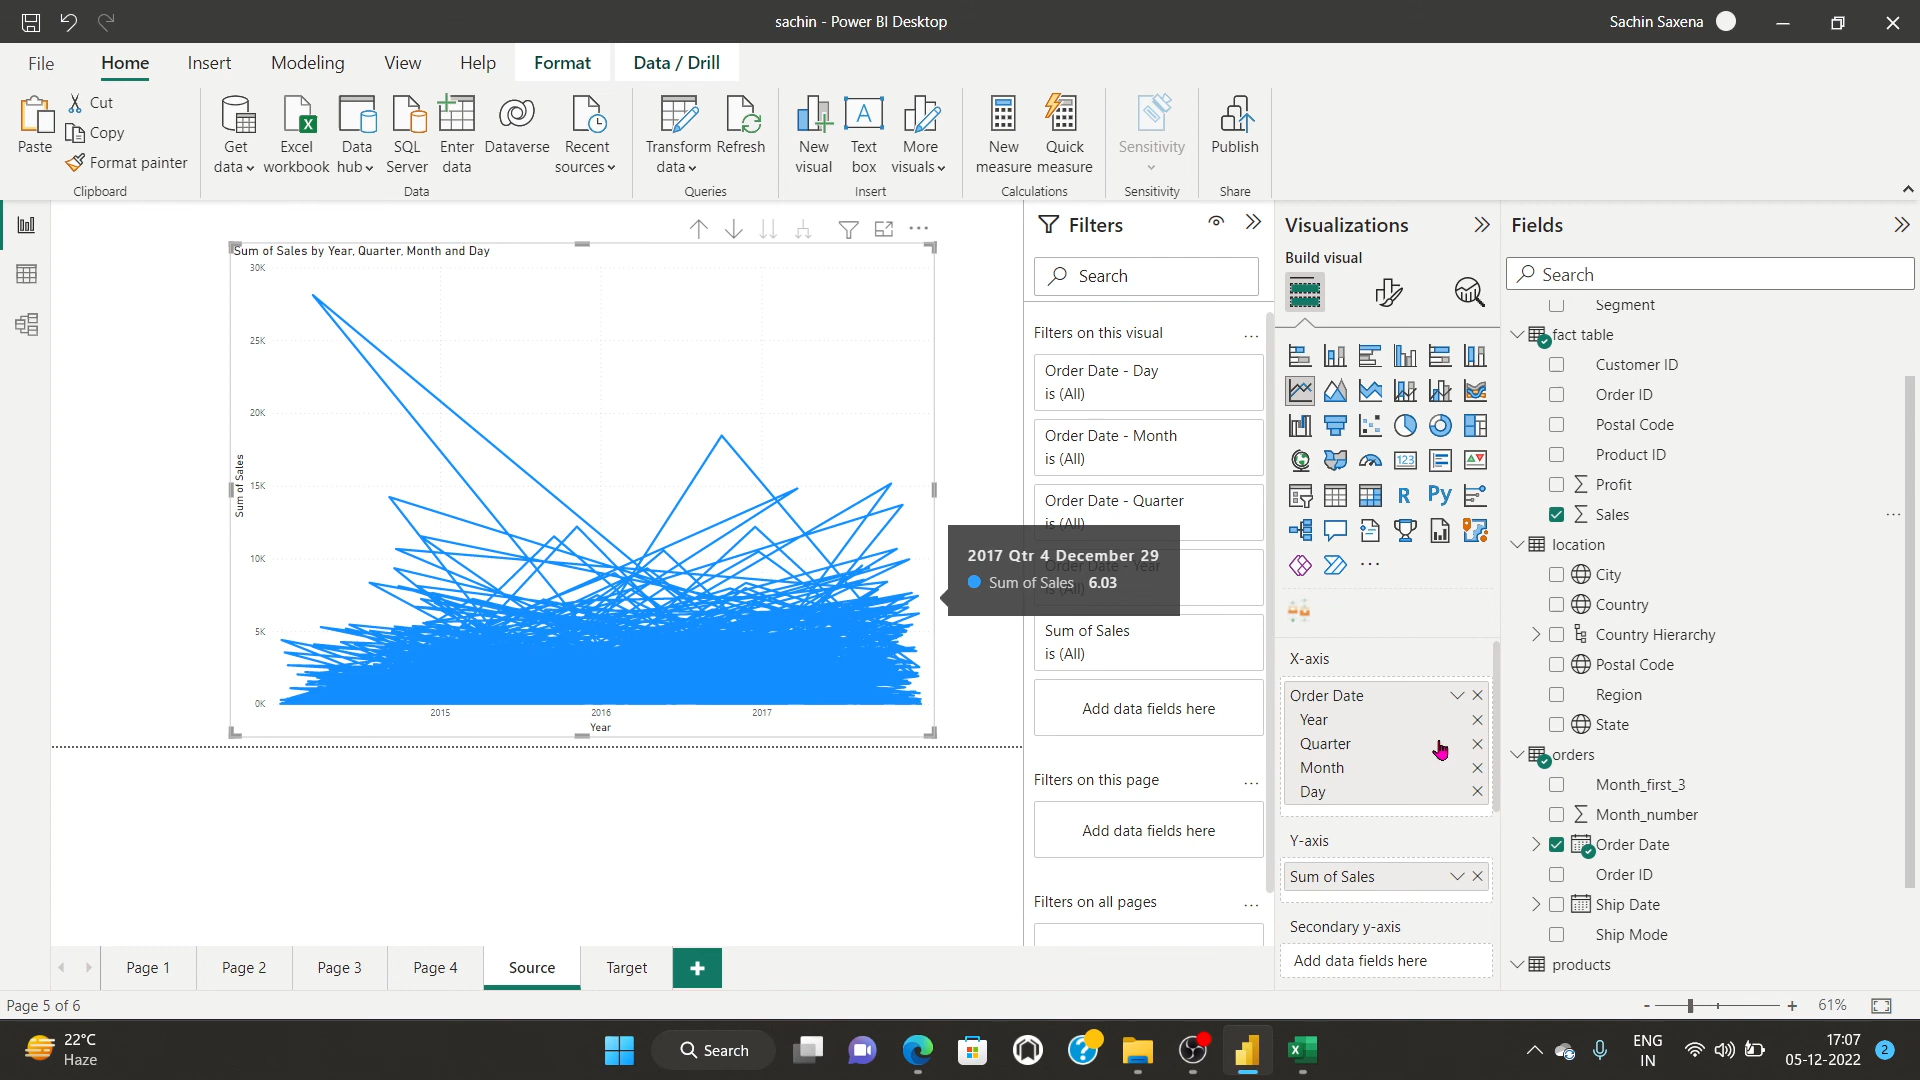 sachin - Power BI Desktop
Sachin Saxena
File
Home
Insert
Modeling
View
Help
Format
Data / Drill
Paste
Cut
Copy
Format painter
Clipboard
Get data
Excel workbook
Data hub
SQL Server
Enter data
Dataverse
Recent sources
Data
Transform data
Refresh
Queries
New visual
Text box
More visuals
Insert
New measure
Quick measure
Calculations
Sensitivity
Sensitivity
Publish
Share
Sum of Sales by Year, Quarter, Month and Day
30K
25K
20K
15K
10K
5K
0K
Sum of Sales
2015
2016
2017
Year
2017 Qtr 4 December 29
Sum of Sales 6.03
Filters
Search
Filters on this visual
Order Date - Day
is (All)
Order Date - Month
is (All)
Order Date - Quarter
is (All)
Order Date - Year
is (All)
Sum of Sales
is (All)
Add data fields here
Filters on this page
Add data fields here
Filters on all pages
Visualizations
Build visual
123
R
Py
X-axis
Order Date
Year
Quarter
Month
Day
Y-axis
Sum of Sales
Secondary y-axis
Add data fields here
Fields
Search
Segment
fact table
Customer ID
Order ID
Postal Code
Product ID
Profit
Sales
location
City
Country
Country Hierarchy
Postal Code
Region
State
orders
Month_first_3
Month_number
Order Date
Order ID
Ship Date
Ship Mode
products
Page 1
Page 2
Page 3
Page 4
Source
Target
Page 5 of 6
61%
22°C
Haze
Search
ENG
IN
17:07
05-12-2022
2